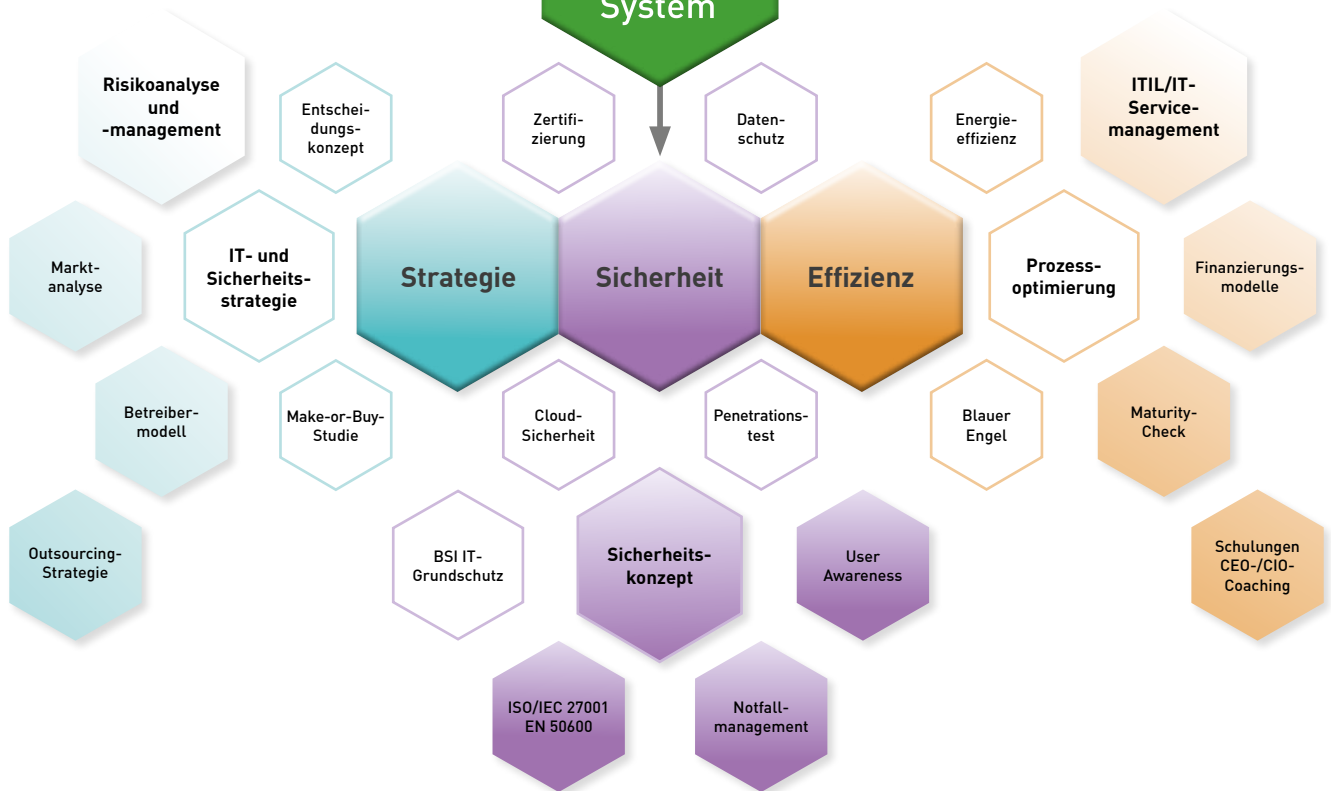 System
Risikoanalyse
und
-management
Entschei-
dungs-
konzept
Zertifi-
zierung
Daten-
schutz
Energie-
effizienz
ITIL/IT-
Service-
management
Markt-
analyse
IT- und
Sicherheits-
strategie
Strategie
Sicherheit
Effizienz
Prozess-
optimierung
Finanzierungs-
modelle
Betreiber-
modell
Make-or-Buy-
Studie
Cloud-
Sicherheit
Penetrations-
test
Blauer
Engel
Maturity-
Check
Outsourcing-
Strategie
BSI IT-
Grundschutz
Sicherheits-
konzept
User
Awareness
Schulungen
CEO-/CIO-
Coaching
ISO/IEC 27001
EN 50600
Notfall-
management